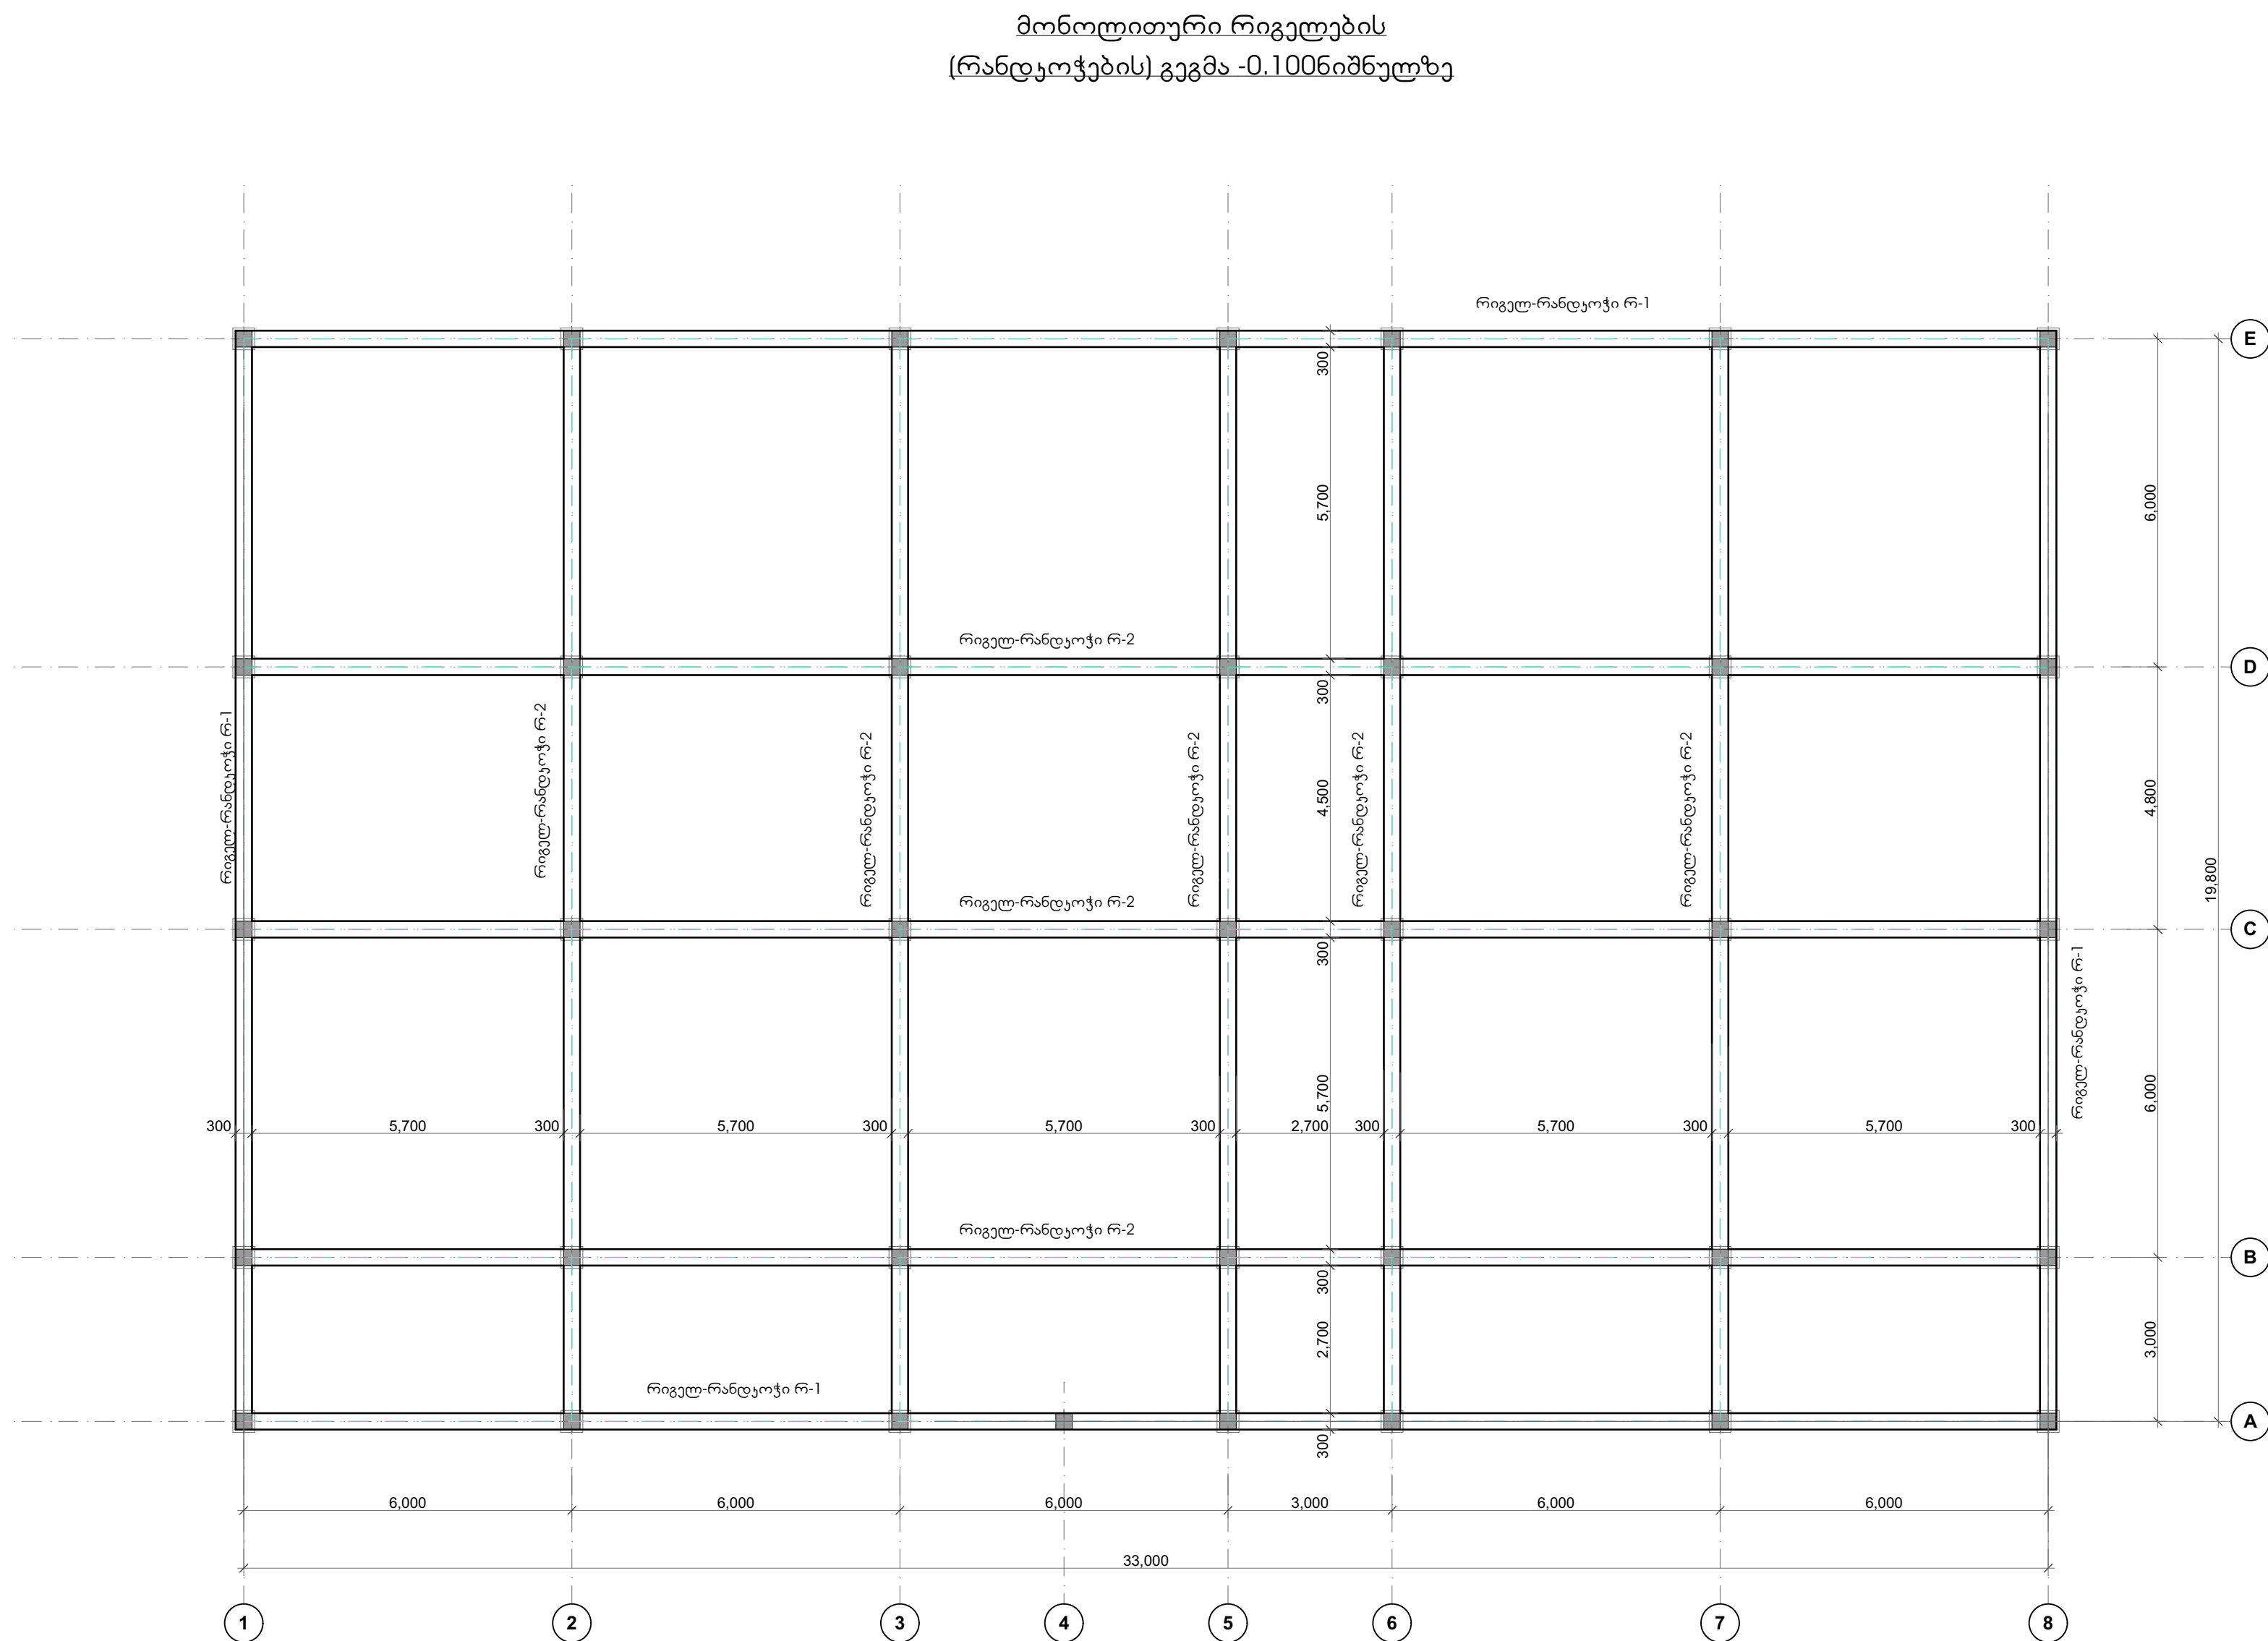 მონოლითური რიგელების
(რანდკოჭების) გეგმა -0.100ნიშნულზე
რიგელ-რანდკოჭი რ-1
E
300
5,700
6,000
რიგელ-რანდკოჭი რ-2
D
300
რიგელ-რანდკოჭი რ-1
რიგელ-რანდკოჭი რ-2
რიგელ-რანდკოჭი რ-2
რიგელ-რანდკოჭი რ-2
რიგელ-რანდკოჭი რ-2
რიგელ-რანდკოჭი რ-2
4,500
4,800
19,800
რიგელ-რანდკოჭი რ-2
C
300
რიგელ-რანდკოჭი რ-1
5,700
6,000
300 5,700 300 5,700 300 5,700 300 2,700 300 5,700 300 5,700 300
რიგელ-რანდკოჭი რ-2
B
300
2,700
3,000
რიგელ-რანდკოჭი რ-1
A
300
6,000 6,000 6,000 3,000 6,000 6,000
33,000
1 2 3 4 5 6 7 8